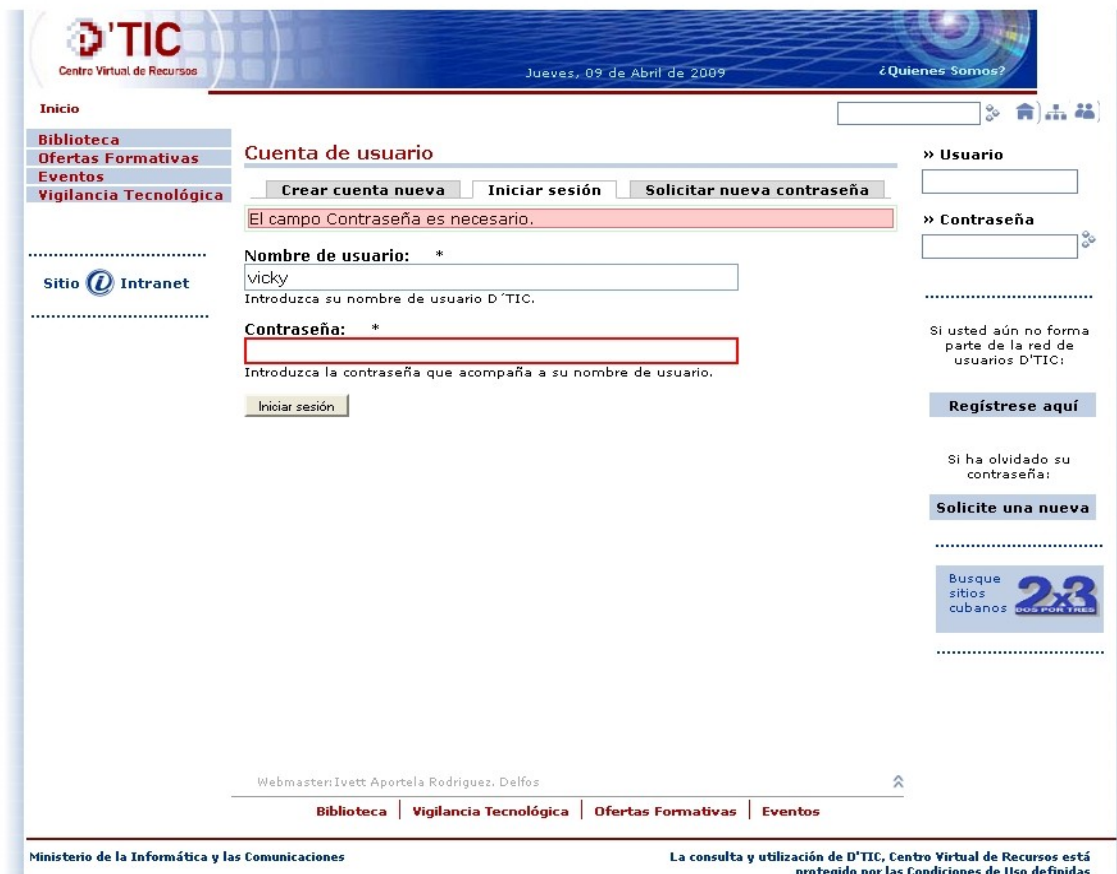 D'TIC
Centro Virtual de Recursos
Jueves, 09 de Abril de 2009
¿Quienes Somos?
Inicio
Biblioteca
Ofertas Formativas
Eventos
Vigilancia Tecnológica
Sitio @ Intranet
Cuenta de usuario
Crear cuenta nueva
Iniciar sesión
Solicitar nueva contraseña
El campo Contraseña es necesario.
Nombre de usuario: *
vicky
Introduzca su nombre de usuario D´TIC.
Contraseña: *
Introduzca la contraseña que acompaña a su nombre de usuario.
Iniciar sesión
» Usuario
» Contraseña
Si usted aún no forma
parte de la red de
usuarios D'TIC:
Regístrese aquí
Si ha olvidado su
contraseña:
Solicite una nueva
Busque
sitios
cubanos
2x3
DOS POR TRES
Webmaster: Ivett Aportela Rodriguez. Delfos
Biblioteca | Vigilancia Tecnológica | Ofertas Formativas | Eventos
Ministerio de la Informática y las Comunicaciones
La consulta y utilización de D'TIC, Centro Virtual de Recursos está
protegido por las Condiciones de Uso definidas